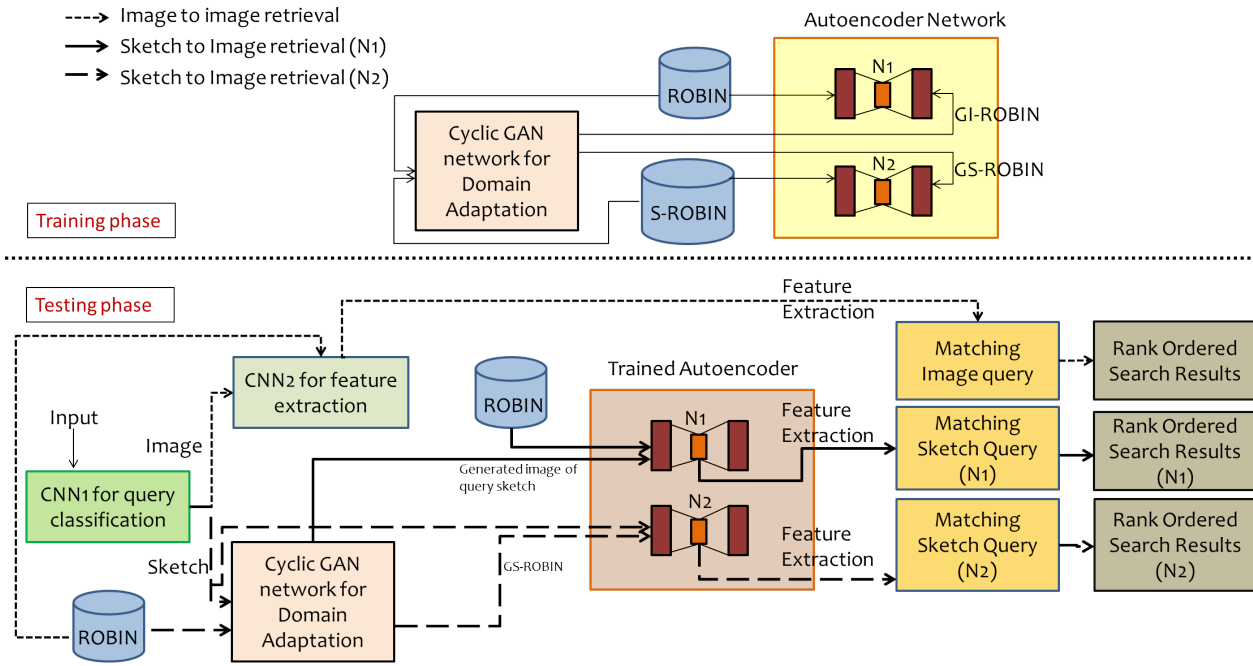 Image to image retrieval
Sketch to Image retrieval (N1)
Sketch to Image retrieval (N2)
Autoencoder Network
ROBIN
N1
GI-ROBIN
Cyclic GAN
network for
Domain
Adaptation
N2
GS-ROBIN
S-ROBIN
Training phase
Testing phase
Feature
Extraction
CNN2 for feature
extraction
Trained Autoencoder
Matching
Image query
Rank Ordered
Search Results
ROBIN
Input
Image
N1
Feature
Extraction
Matching
Sketch Query
(N1)
Rank Ordered
Search Results
(N1)
Generated image of
query sketch
CNN1 for query
classification
N2
Feature
Extraction
Matching
Sketch Query
(N2)
Rank Ordered
Search Results
(N2)
Sketch
Cyclic GAN
network for
Domain
Adaptation
GS-ROBIN
ROBIN